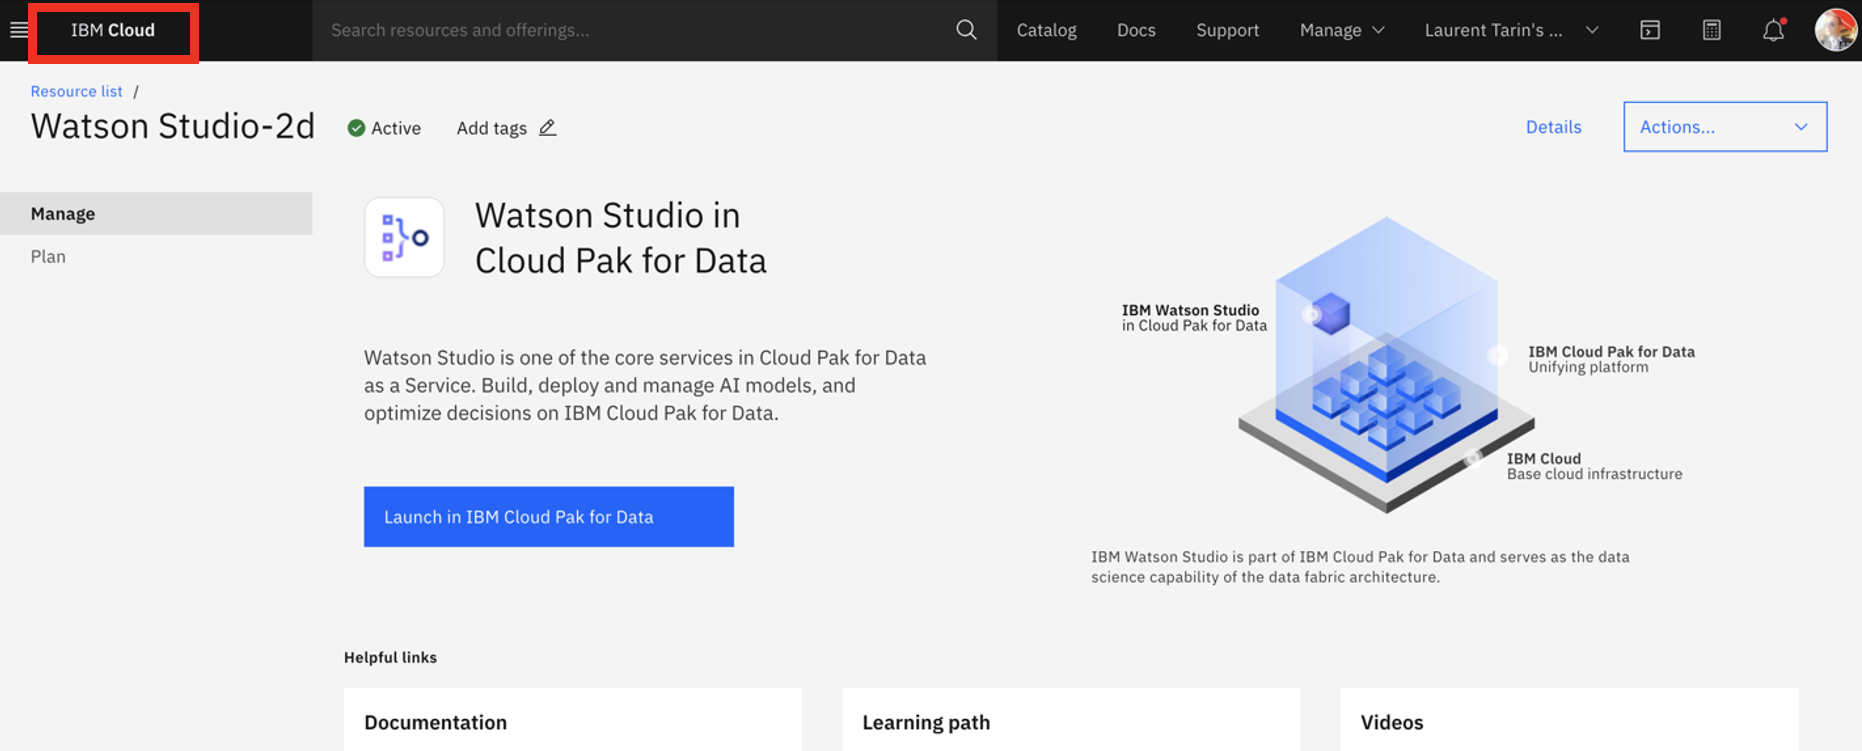 IBM Cloud
Search resources and offerings...
Catalog
Docs
Support
Manage
Laurent Tarin's ...
Resource list /
Watson Studio-2d
Active
Add tags
Details
Actions...
Manage
Plan
Watson Studio in
Cloud Pak for Data
Watson Studio is one of the core services in Cloud Pak for Data
as a Service. Build, deploy and manage AI models, and
optimize decisions on IBM Cloud Pak for Data.
Launch in IBM Cloud Pak for Data
IBM Watson Studio
in Cloud Pak for Data
IBM Cloud Pak for Data
Unifying platform
IBM Cloud
Base cloud infrastructure
IBM Watson Studio is part of IBM Cloud Pak for Data and serves as the data
science capability of the data fabric architecture.
Helpful links
Documentation
Learning path
Videos